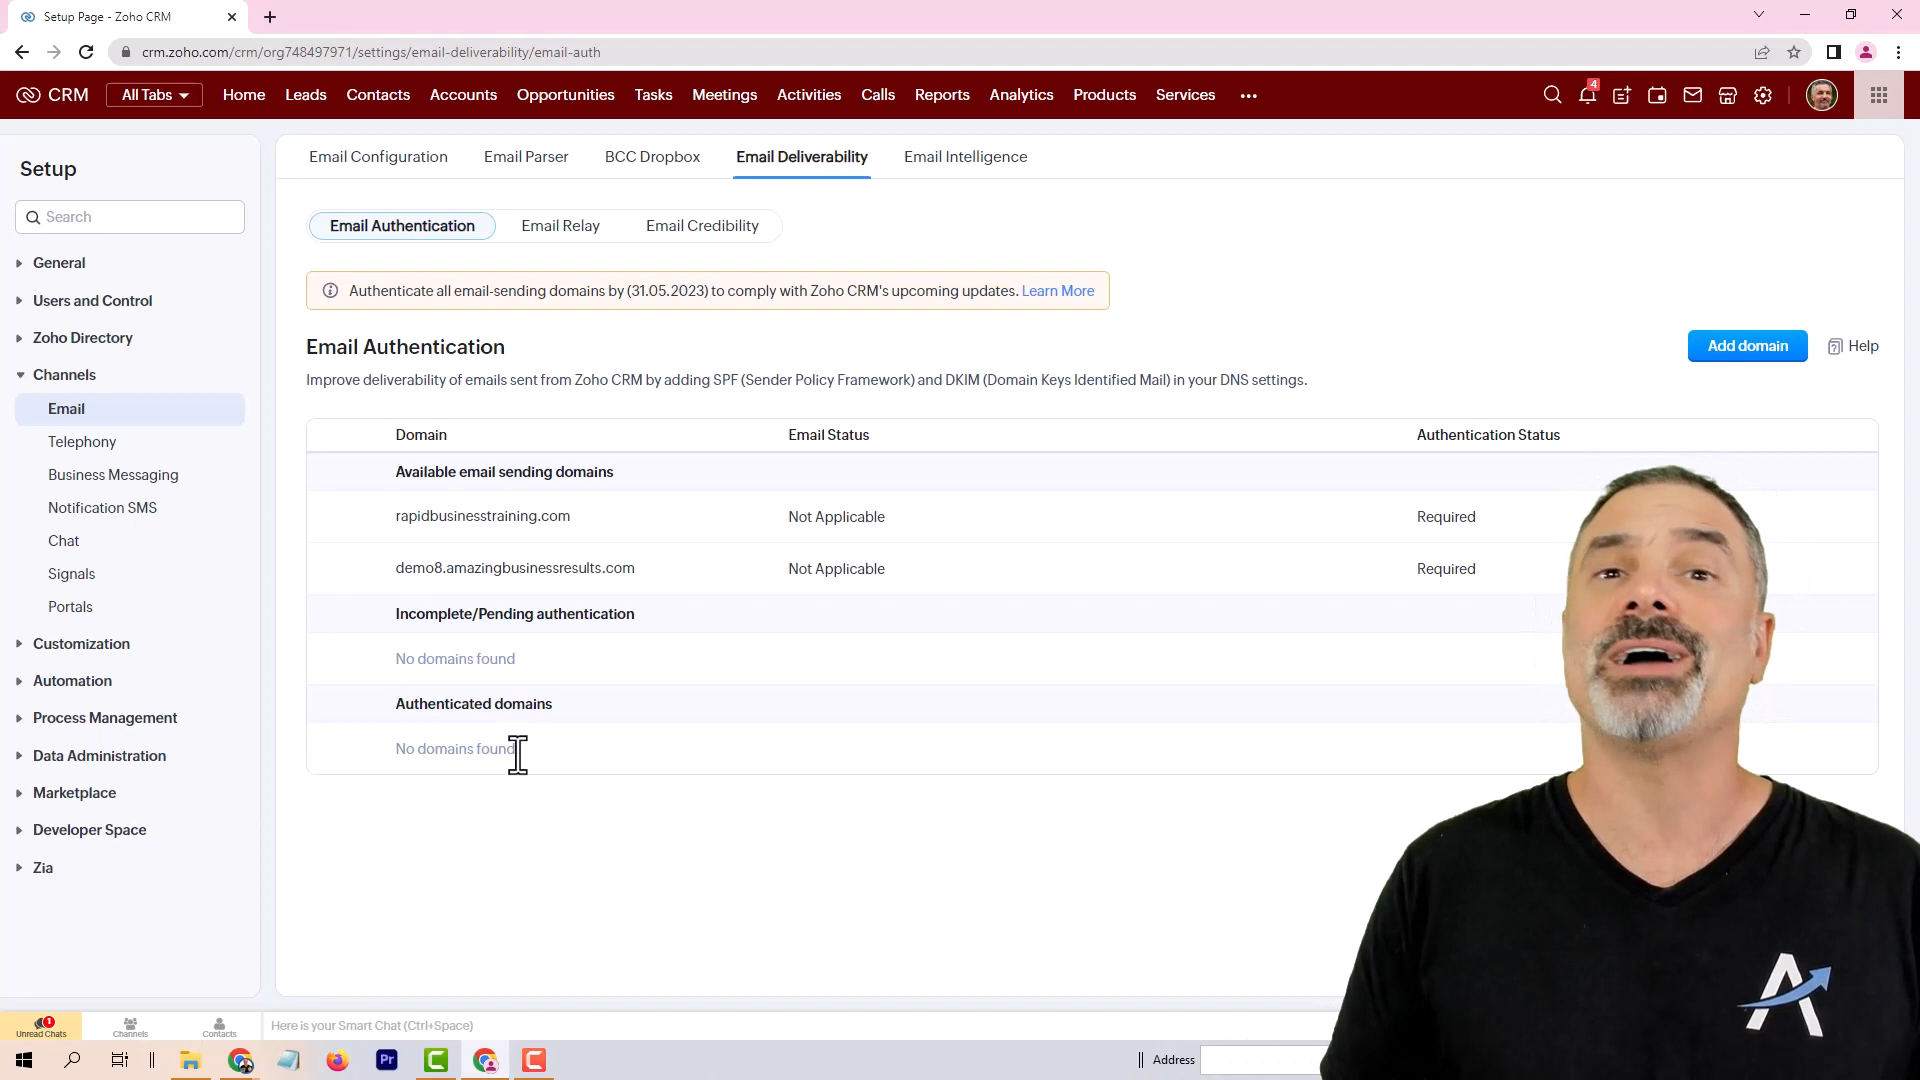 Setup Page - Zoho CRM
crm.zoho.com/crm/org748497971/settings/email-deliverability/email-auth
CRM
All Tabs
Home
Leads
Contacts
Accounts
Opportunities
Tasks
Meetings
Activities
Calls
Reports
Analytics
Products
Services
4
Setup
Search
General
Users and Control
Zoho Directory
Channels
Email
Telephony
Business Messaging
Notification SMS
Chat
Signals
Portals
Customization
Automation
Process Management
Data Administration
Marketplace
Developer Space
Zia
Email Configuration
Email Parser
BCC Dropbox
Email Deliverability
Email Intelligence
Email Authentication
Email Relay
Email Credibility
Authenticate all email-sending domains by (31.05.2023) to comply with Zoho CRM's upcoming updates. Learn More
Email Authentication
Add domain
Help
Improve deliverability of emails sent from Zoho CRM by adding SPF (Sender Policy Framework) and DKIM (Domain Keys Identified Mail) in your DNS settings.
Domain Email Status Authentication Status
Available email sending domains
rapidbusinesstraining.com Not Applicable Required
demo8.amazingbusinessresults.com Not Applicable Required
Incomplete/Pending authentication
No domains found
Authenticated domains
No domains found
1
Unread Chats
Channels
Contacts
Here is your Smart Chat (Ctrl+Space)
Pr
Address